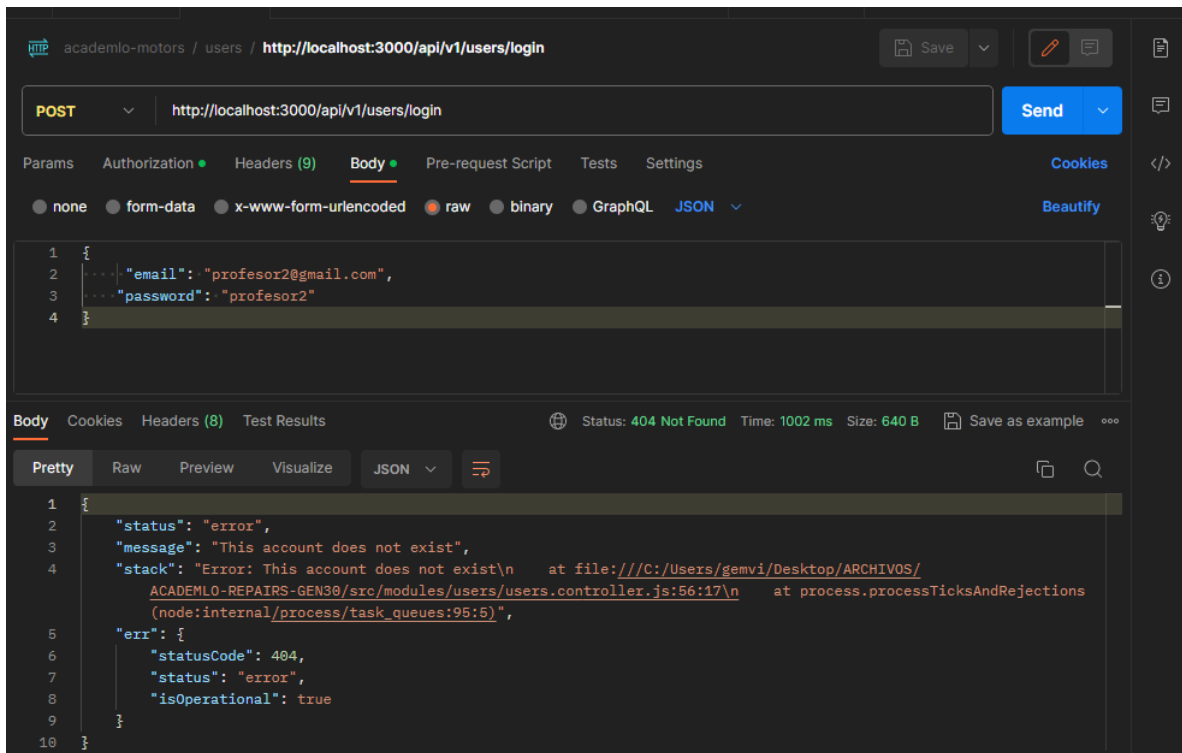 HTTP academlo-motors / users / http://localhost:3000/api/v1/users/login Save
POST http://localhost:3000/api/v1/users/login Send
Params Authorization Headers (9) Body Pre-request Script Tests Settings Cookies
none form-data x-www-form-urlencoded raw binary GraphQL JSON Beautify
1 {
2 "email": "profesor2@gmail.com",
3 "password": "profesor2"
4 }
Body Cookies Headers (8) Test Results Status: 404 Not Found Time: 1002 ms Size: 640 B Save as example
Pretty Raw Preview Visualize JSON
1 {
2 "status": "error",
3 "message": "This account does not exist",
4 "stack": "Error: This account does not exist\n    at file:///C:/Users/gemvi/Desktop/ARCHIVOS/
ACADEMLO-REPAIRS-GEN30/src/modules/users/users.controller.js:56:17\n    at process.processTicksAndRejections
(node:internal/process/task_queues:95:5)",
5 "err": {
6 "statusCode": 404,
7 "status": "error",
8 "isOperational": true
9 }
10 }